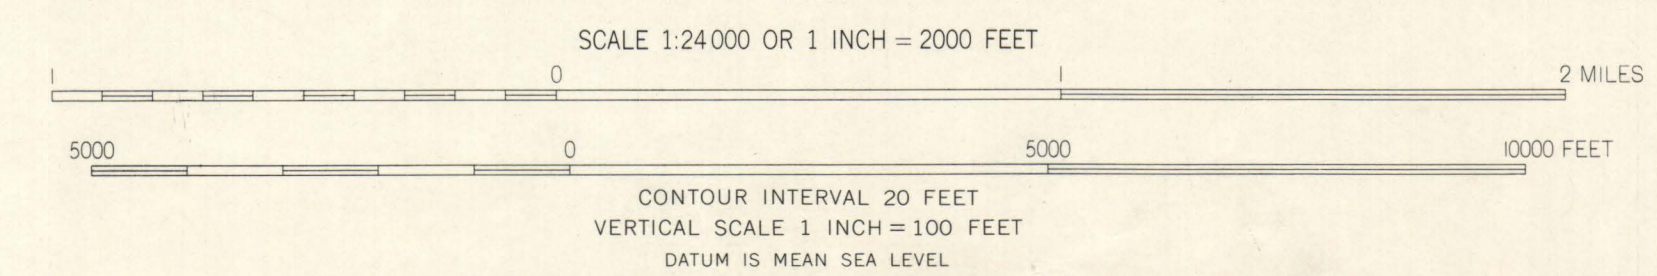 SCALE 1:24000 OR 1 INCH = 2000 FEET
1 0 1 2 MILES
5000 0 5000 10000 FEET
CONTOUR INTERVAL 20 FEET
VERTICAL SCALE 1 INCH = 100 FEET
DATUM IS MEAN SEA LEVEL